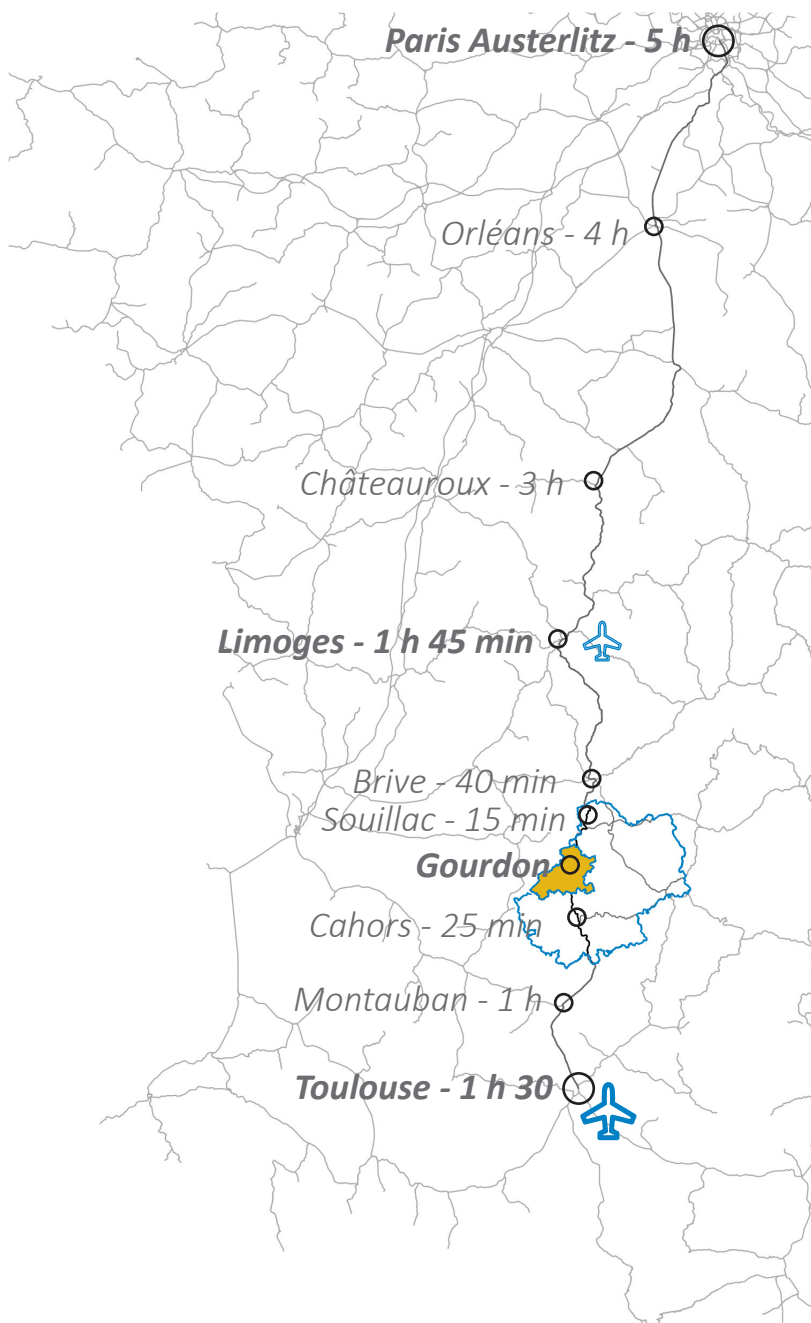 Paris Austerlitz - 5 h
Orléans - 4 h
Châteauroux - 3 h
Limoges - 1 h 45 min
Brive - 40 min
Souillac - 15 min
Gourdon
Cahors - 25 min
Montauban - 1 h
Toulouse - 1 h 30